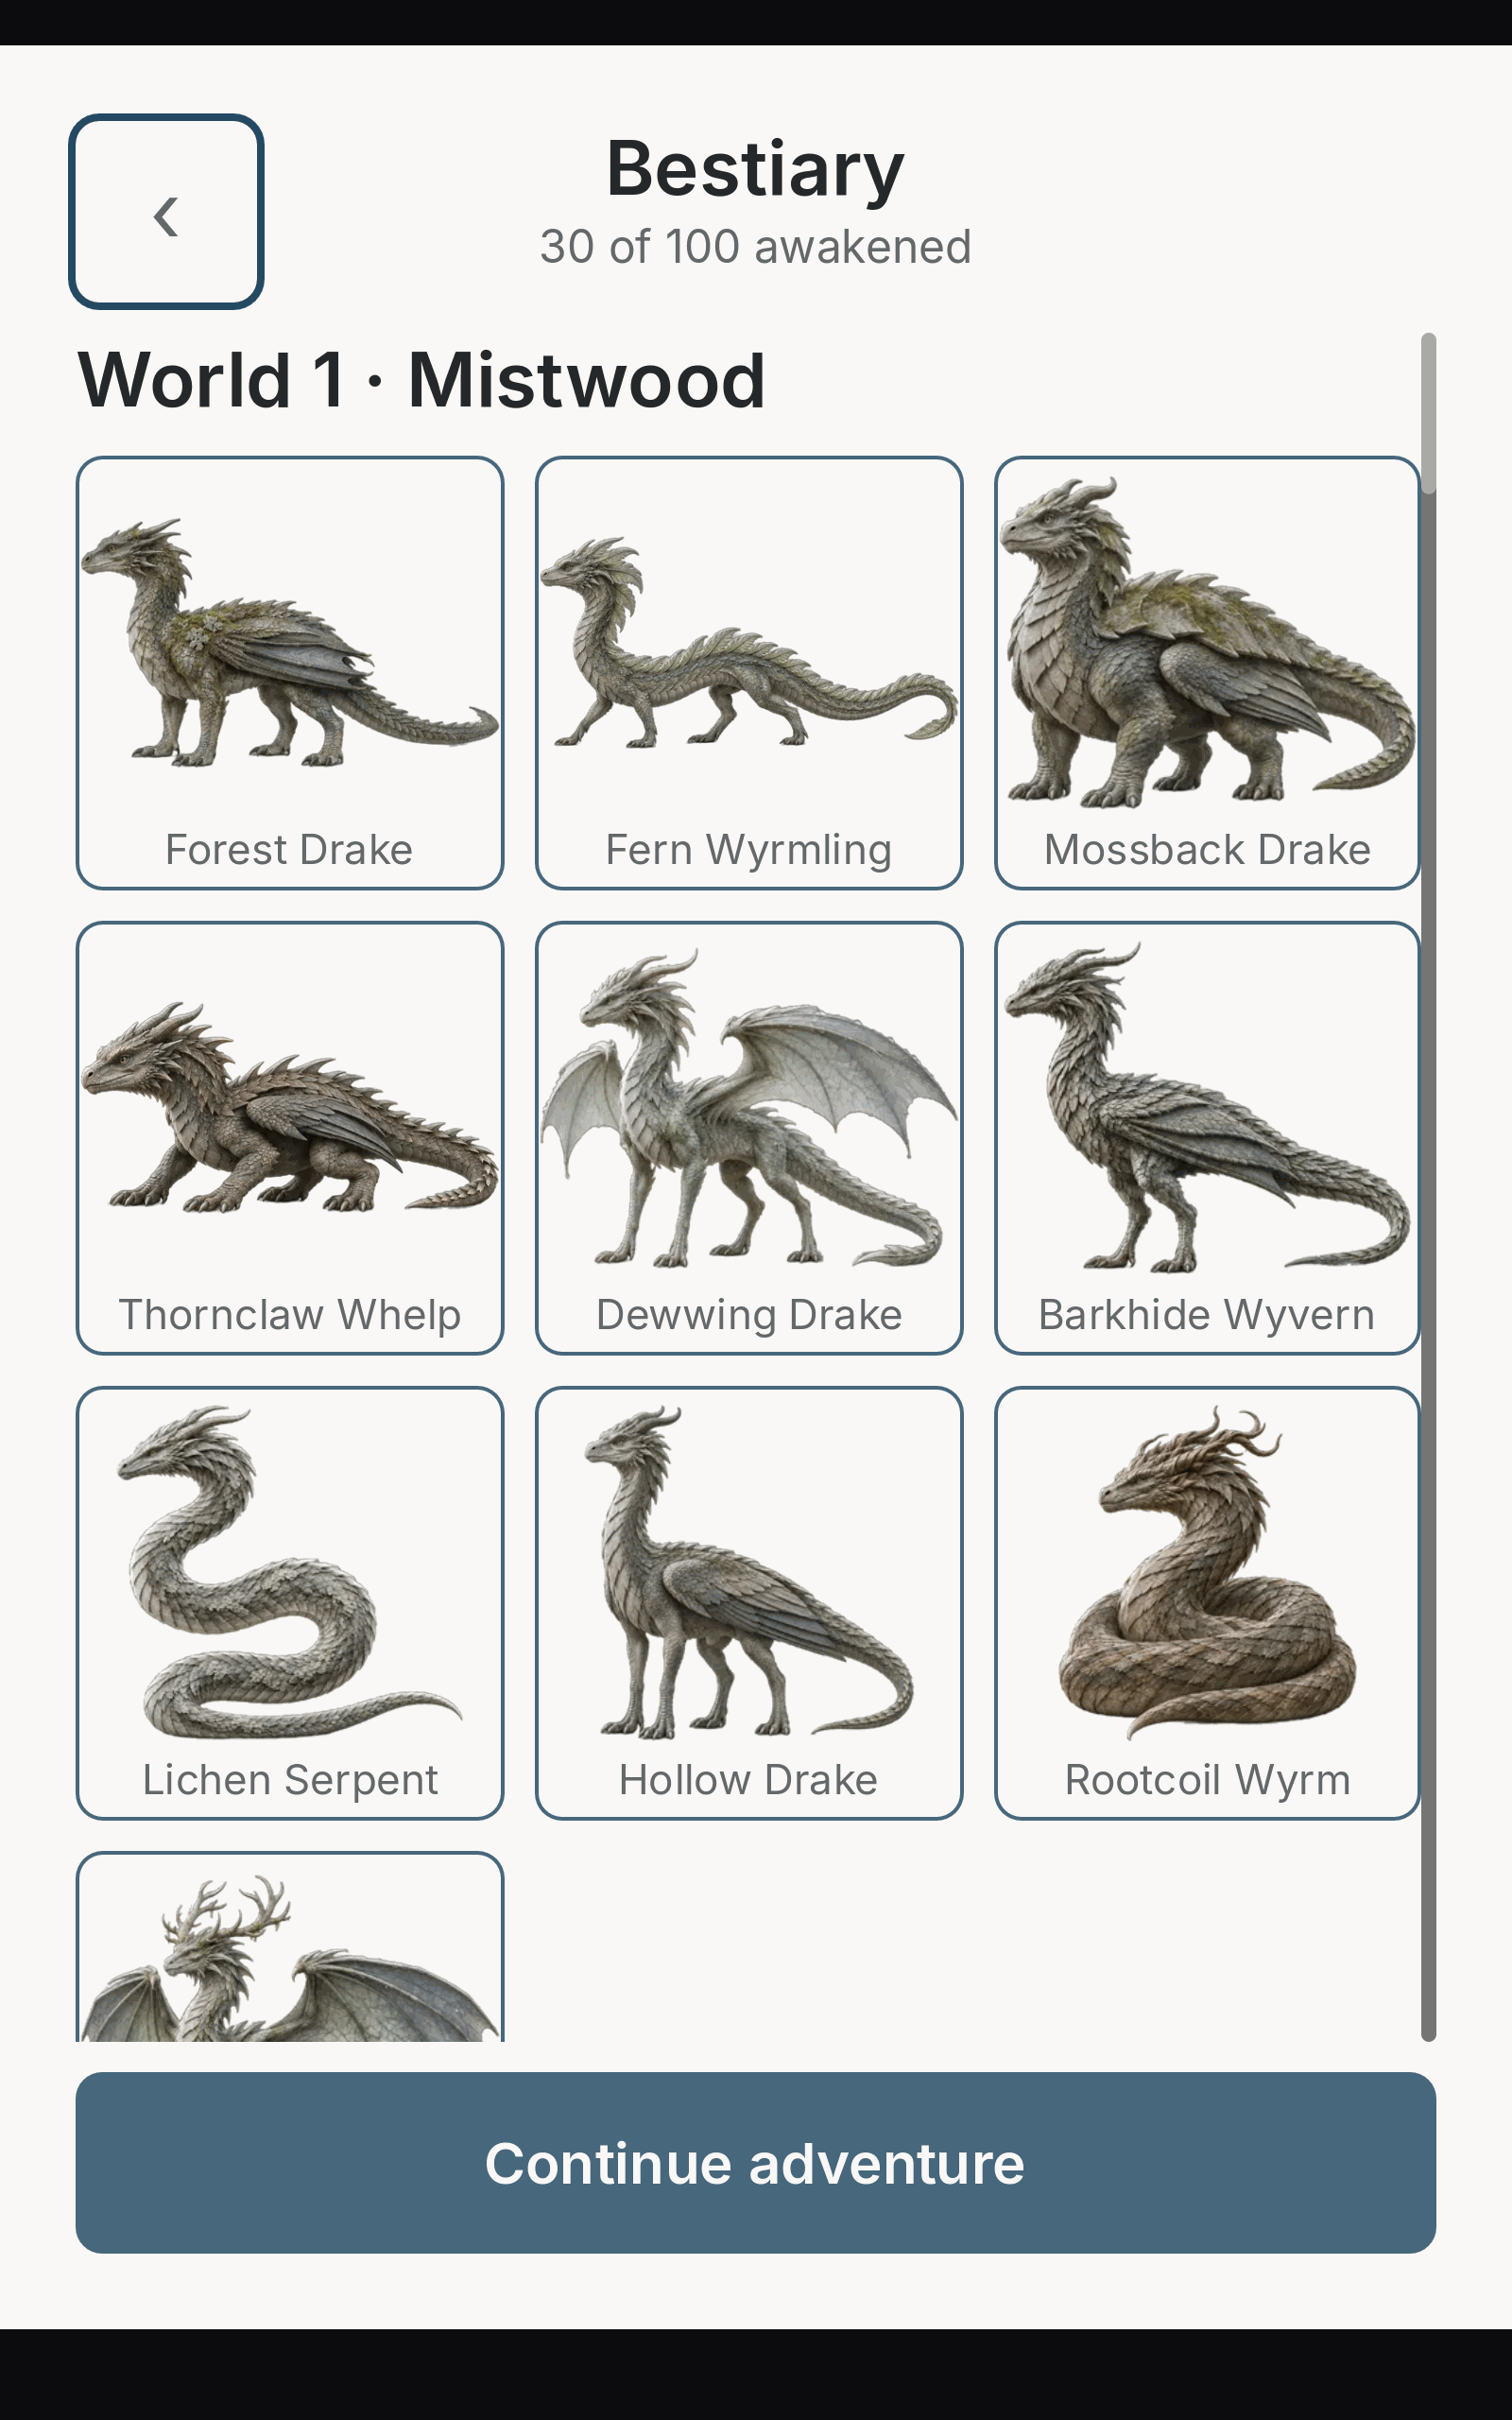 ‹
Bestiary
30 of 100 awakened
World 1 · Mistwood
Forest Drake
Fern Wyrmling
Mossback Drake
Thornclaw Whelp
Dewwing Drake
Barkhide Wyvern
Lichen Serpent
Hollow Drake
Rootcoil Wyrm
Continue adventure